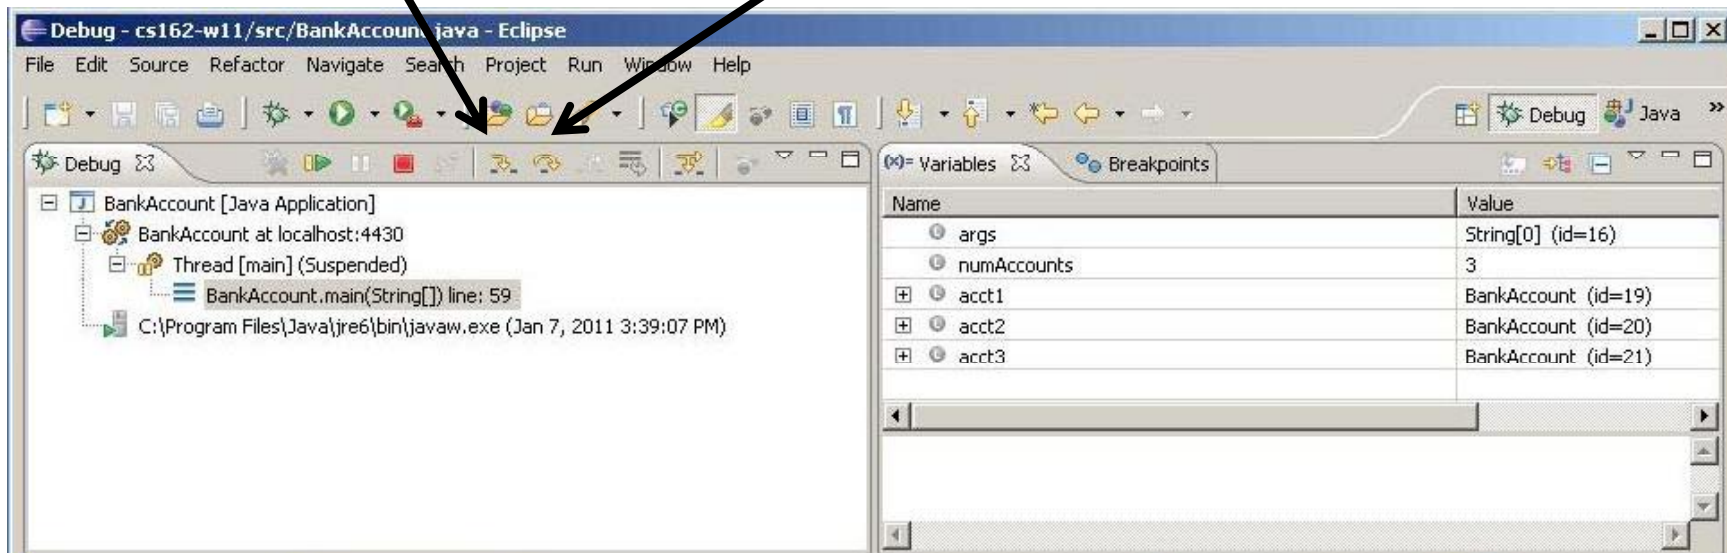 Debug - cs162-w11/src/BankAccount.java - Eclipse
File Edit Source Refactor Navigate Search Project Run Window Help
Debug Java »
Debug
(x)= Variables Breakpoints
BankAccount [Java Application]
BankAccount at localhost:4430
Thread [main] (Suspended)
BankAccount.main(String[]) line: 59
C:\Program Files\Java\jre6\bin\javaw.exe (Jan 7, 2011 3:39:07 PM)
Name Value
args String[0] (id=16)
numAccounts 3
acct1 BankAccount (id=19)
acct2 BankAccount (id=20)
acct3 BankAccount (id=21)